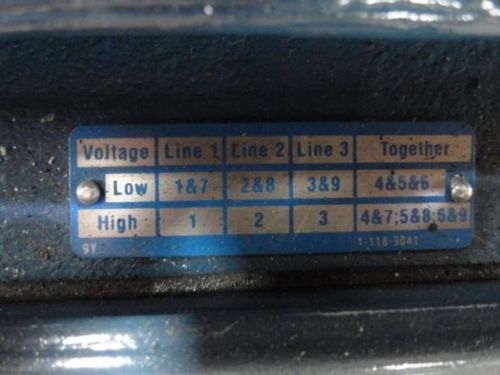 Voltage Line 1 Line 2 Line 3 Together
Low 1&7 2&8 3&9 4&5&6
High 1 2 3 4&7;5&8;6&9
9Y 1-118-9041